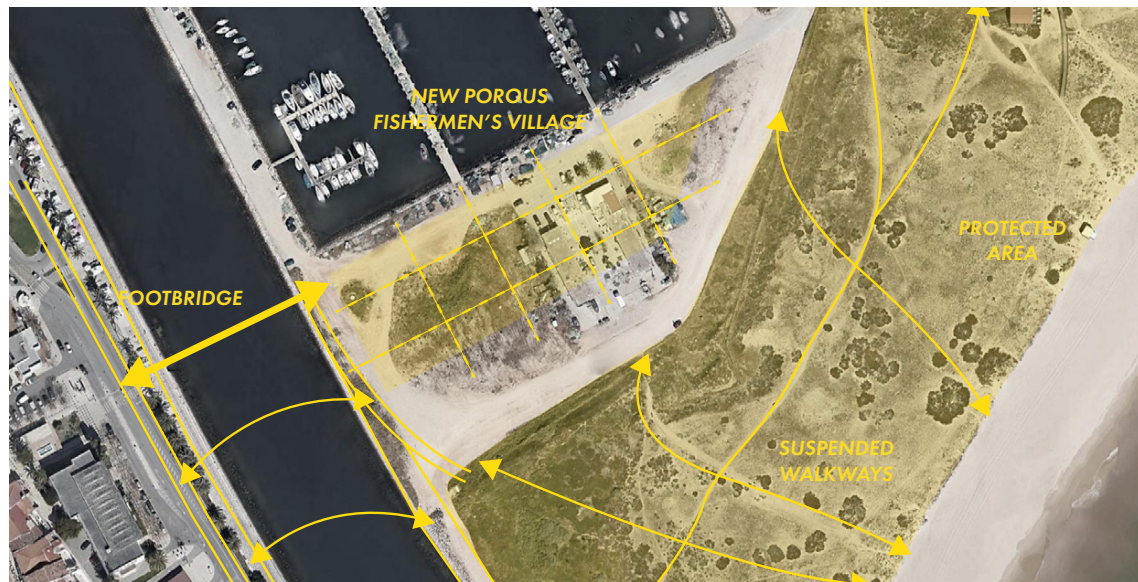 NEW PORQUS
FISHERMEN'S VILLAGE
PROTECTED
AREA
FOOTBRIDGE
SUSPENDED
WALKWAYS